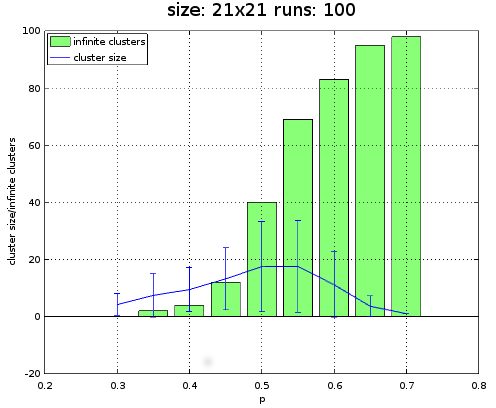 size: 21x21 runs: 100
infinite clusters
cluster size
cluster size/infinite clusters
100
80
60
40
20
0
-20
0.2 0.3 0.4 0.5 0.6 0.7 0.8
p